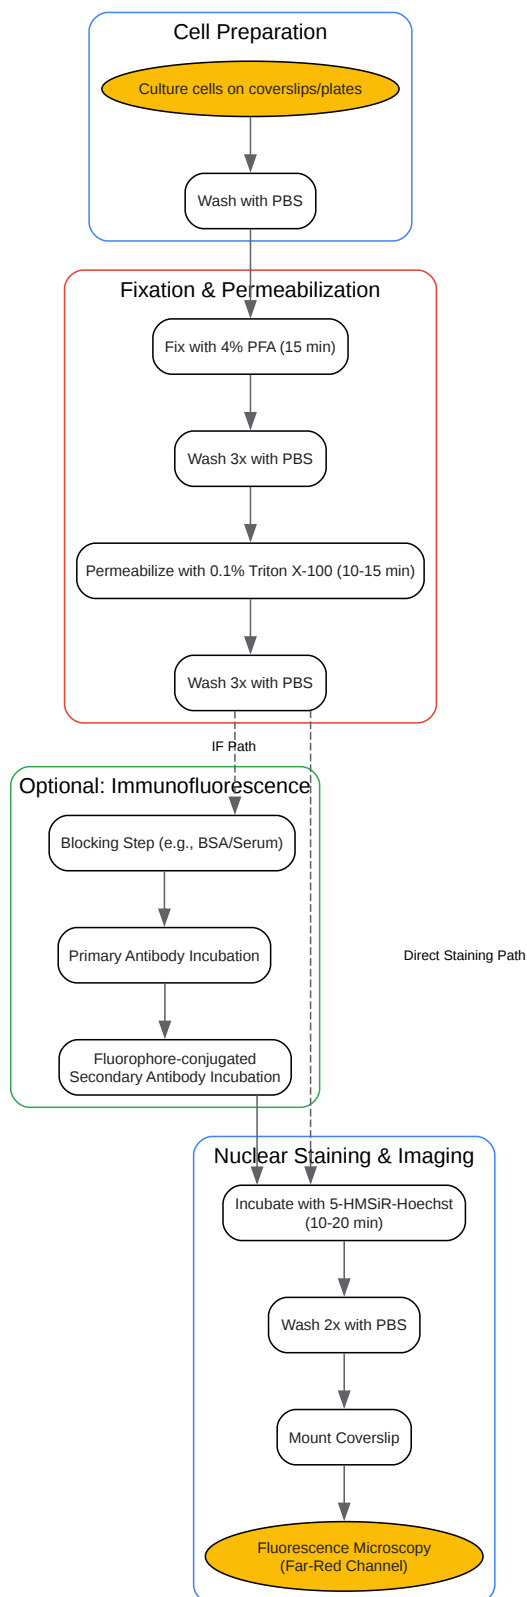 Cell Preparation
Culture cells on coverslips/plates
Wash with PBS
Fixation & Permeabilization
Fix with 4% PFA (15 min)
Wash 3x with PBS
Permeabilize with 0.1% Triton X-100 (10-15 min)
Wash 3x with PBS
IF Path
Optional: Immunofluorescence
Blocking Step (e.g., BSA/Serum)
Primary Antibody Incubation
Direct Staining Path
Fluorophore-conjugated
Secondary Antibody Incubation
Nuclear Staining & Imaging
Incubate with 5-HMSiR-Hoechst
(10-20 min)
Wash 2x with PBS
Mount Coverslip
Fluorescence Microscopy
(Far-Red Channel)